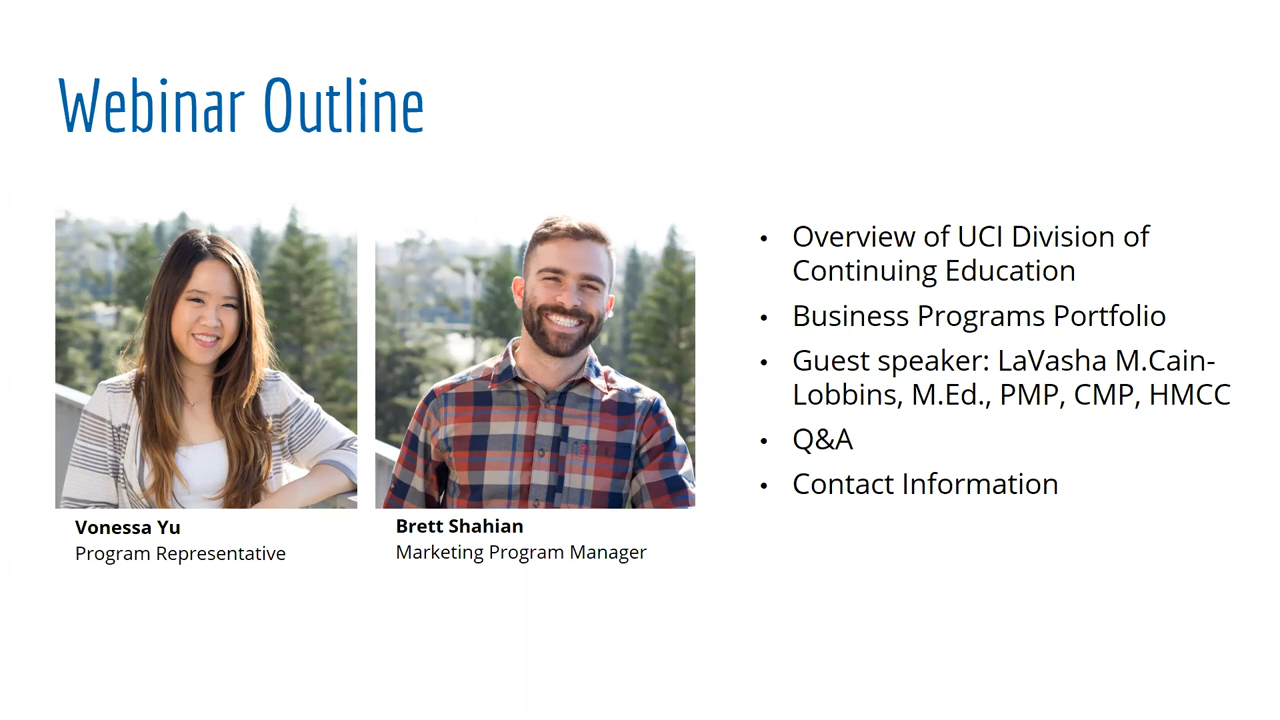 Webinar Outline
Vonessa Yu
Program Representative
Brett Shahian
Marketing Program Manager
• Overview of UCI Division of
Continuing Education
• Business Programs Portfolio
• Guest speaker: LaVasha M.Cain-
Lobbins, M.Ed., PMP, CMP, HMCC
• Q&A
• Contact Information